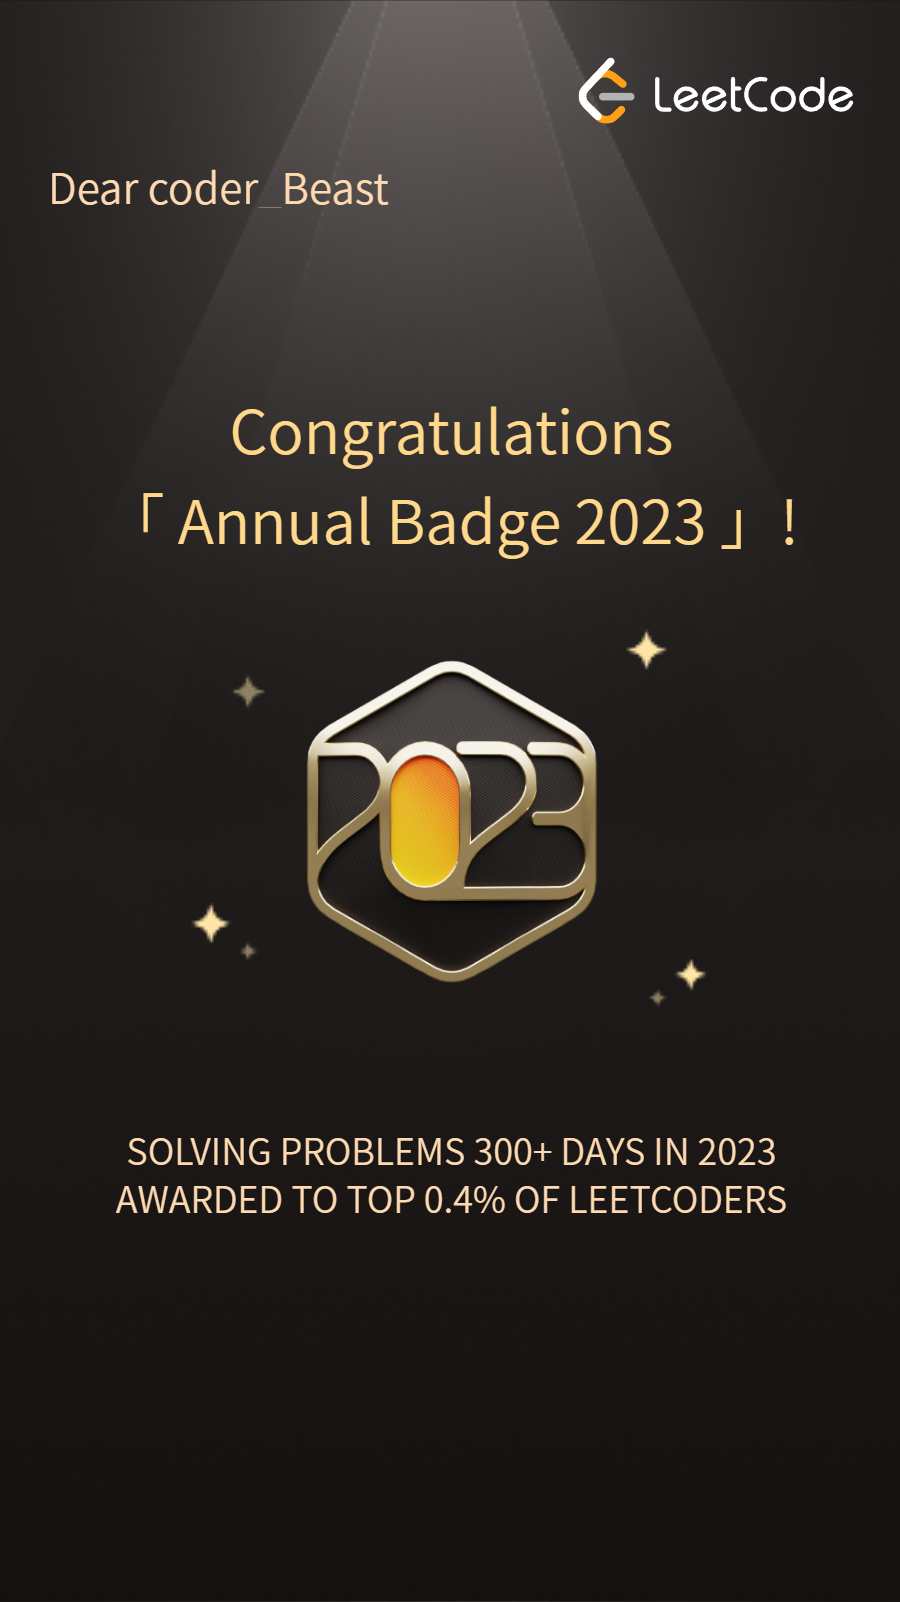 LeetCode
Dear coder_Beast
Congratulations
「 Annual Badge 2023 」!
2023
SOLVING PROBLEMS 300+ DAYS IN 2023
AWARDED TO TOP 0.4% OF LEETCODERS